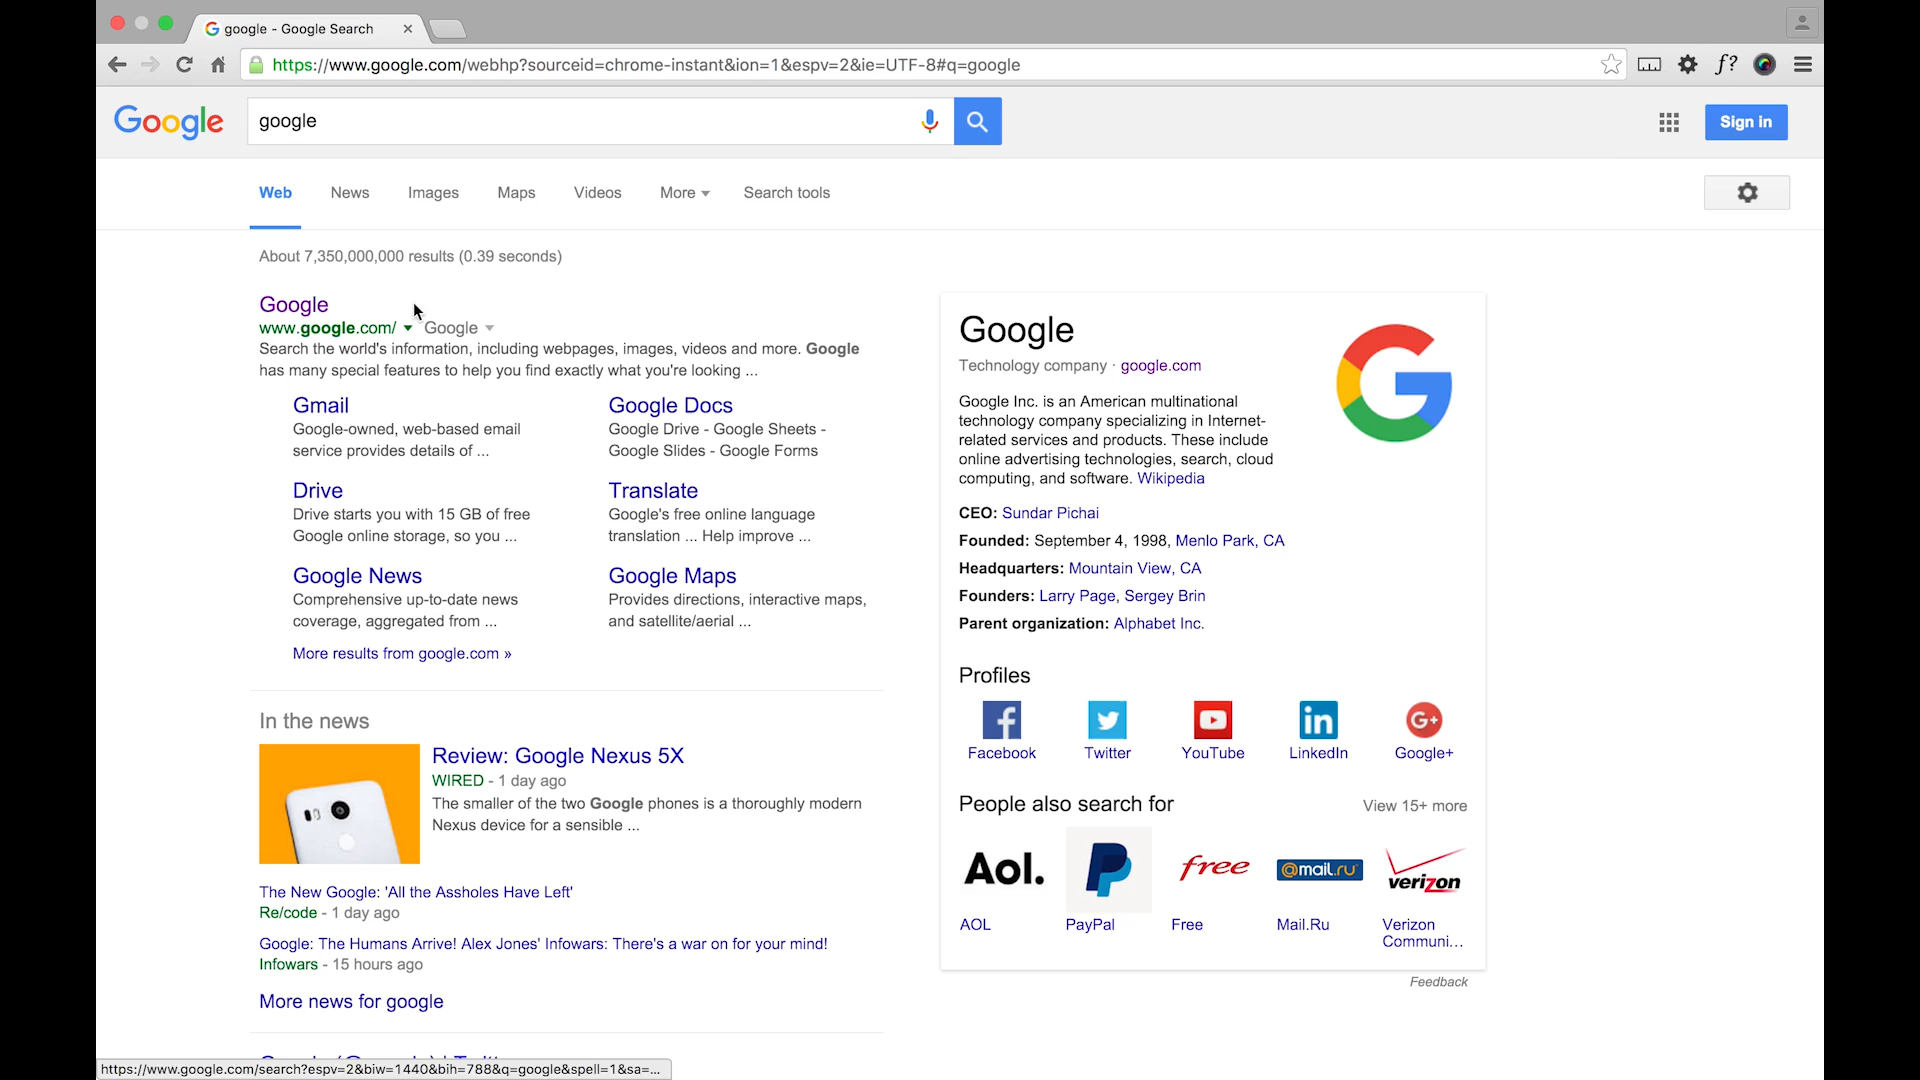 google - Google Search
https://www.google.com/webhp?sourceid=chrome-instant&ion=1&espv=2&ie=UTF-8#q=google
f?
Google
google
Sign in
Web News Images Maps Videos More Search tools
About 7,350,000,000 results (0.39 seconds)
Google
www.google.com/ Google
Search the world's information, including webpages, images, videos and more. Google
has many special features to help you find exactly what you're looking ...
Gmail
Google-owned, web-based email
service provides details of ...
Google Docs
Google Drive - Google Sheets -
Google Slides - Google Forms
Drive
Drive starts you with 15 GB of free
Google online storage, so you ...
Translate
Google's free online language
translation ... Help improve ...
Google News
Comprehensive up-to-date news
coverage, aggregated from ...
Google Maps
Provides directions, interactive maps,
and satellite/aerial ...
More results from google.com »
In the news
Review: Google Nexus 5X
WIRED - 1 day ago
The smaller of the two Google phones is a thoroughly modern
Nexus device for a sensible ...
The New Google: 'All the Assholes Have Left'
Re/code - 1 day ago
Google: The Humans Arrive! Alex Jones' Infowars: There's a war on for your mind!
Infowars - 15 hours ago
More news for google
https://www.google.com/search?espv=2&biw=1440&bih=788&q=google&spell=1&sa=...
Google
Technology company · google.com
G
Google Inc. is an American multinational
technology company specializing in Internet-
related services and products. These include
online advertising technologies, search, cloud
computing, and software. Wikipedia
CEO: Sundar Pichai
Founded: September 4, 1998, Menlo Park, CA
Headquarters: Mountain View, CA
Founders: Larry Page, Sergey Brin
Parent organization: Alphabet Inc.
Profiles
f in G+
Facebook Twitter YouTube LinkedIn Google+
People also search for View 15+ more
Aol. P free @mail.ru verizon
AOL PayPal Free Mail.Ru Verizon
Communi...
Feedback